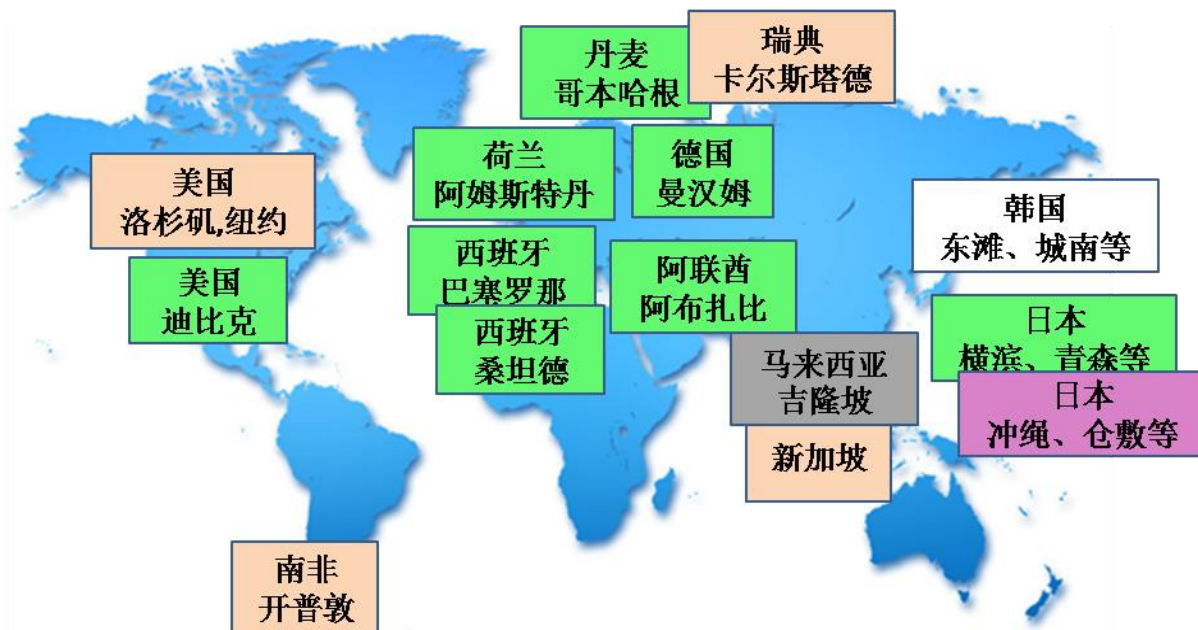 丹麦
哥本哈根
瑞典
卡尔斯塔德
荷兰
阿姆斯特丹
德国
曼汉姆
美国
洛杉矶,纽约
韩国
东滩、城南等
西班牙
巴塞罗那
阿联酋
阿布扎比
美国
迪比克
西班牙
桑坦德
日本
横滨、青森等
马来西亚
吉隆坡
日本
冲绳、仓敷等
新加坡
南非
开普敦